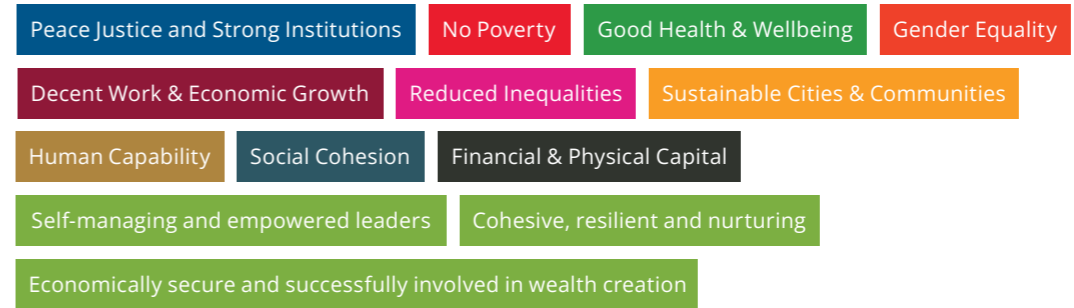 Peace Justice and Strong Institutions No Poverty Good Health & Wellbeing Gender Equality
Decent Work & Economic Growth Reduced Inequalities Sustainable Cities & Communities
Human Capability Social Cohesion Financial & Physical Capital
Self-managing and empowered leaders Cohesive, resilient and nurturing
Economically secure and successfully involved in wealth creation